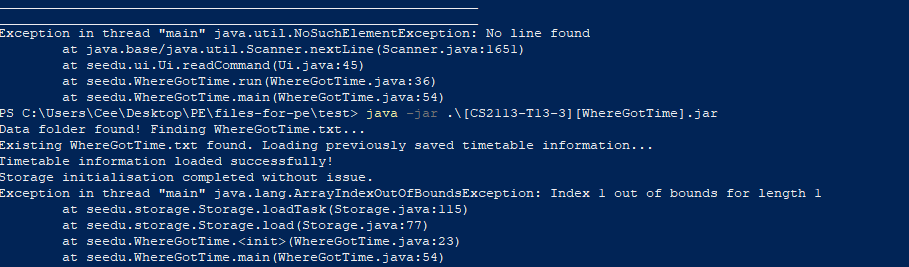 Exception in thread "main" java.util.NoSuchElementException: No line found
at java.base/java.util.Scanner.nextLine(Scanner.java:1651)
at seedu.ui.Ui.readCommand(Ui.java:45)
at seedu.WhereGotTime.run(WhereGotTime.java:36)
at seedu.WhereGotTime.main(WhereGotTime.java:54)
PS C:\Users\Cee\Desktop\PE\files-for-pe\test> java -jar .\[CS2113-T13-3][WhereGotTime].jar
Data folder found! Finding WhereGotTime.txt...
Existing WhereGotTime.txt found. Loading previously saved timetable information...
Timetable information loaded successfully!
Storage initialisation completed without issue.
Exception in thread "main" java.lang.ArrayIndexOutOfBoundsException: Index 1 out of bounds for length 1
at seedu.storage.Storage.loadTask(Storage.java:115)
at seedu.storage.Storage.load(Storage.java:77)
at seedu.WhereGotTime.<init>(WhereGotTime.java:23)
at seedu.WhereGotTime.main(WhereGotTime.java:54)